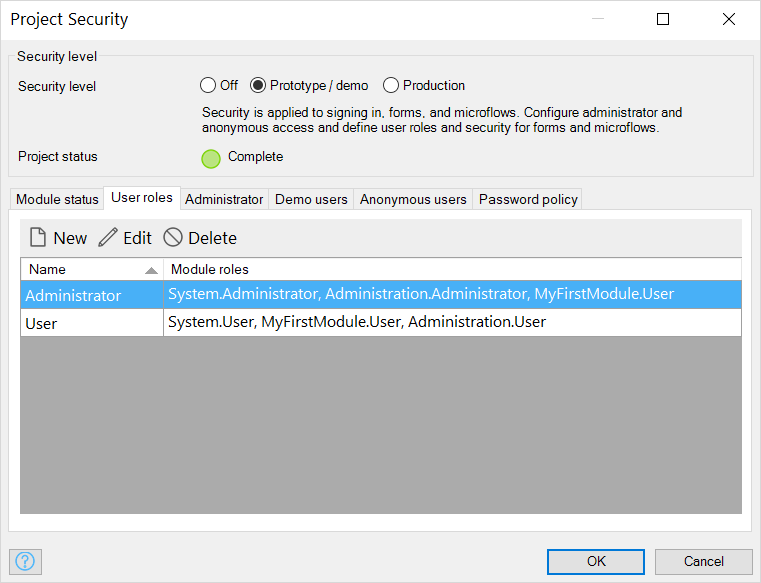 Project Security
Security level
Security level Off Prototype / demo Production
Security is applied to signing in, forms, and microflows. Configure administrator and
anonymous access and define user roles and security for forms and microflows.
Project status Complete
Module status User roles Administrator Demo users Anonymous users Password policy
New Edit Delete
Name Module roles
Administrator System.Administrator, Administration.Administrator, MyFirstModule.User
User System.User, MyFirstModule.User, Administration.User
? OK Cancel